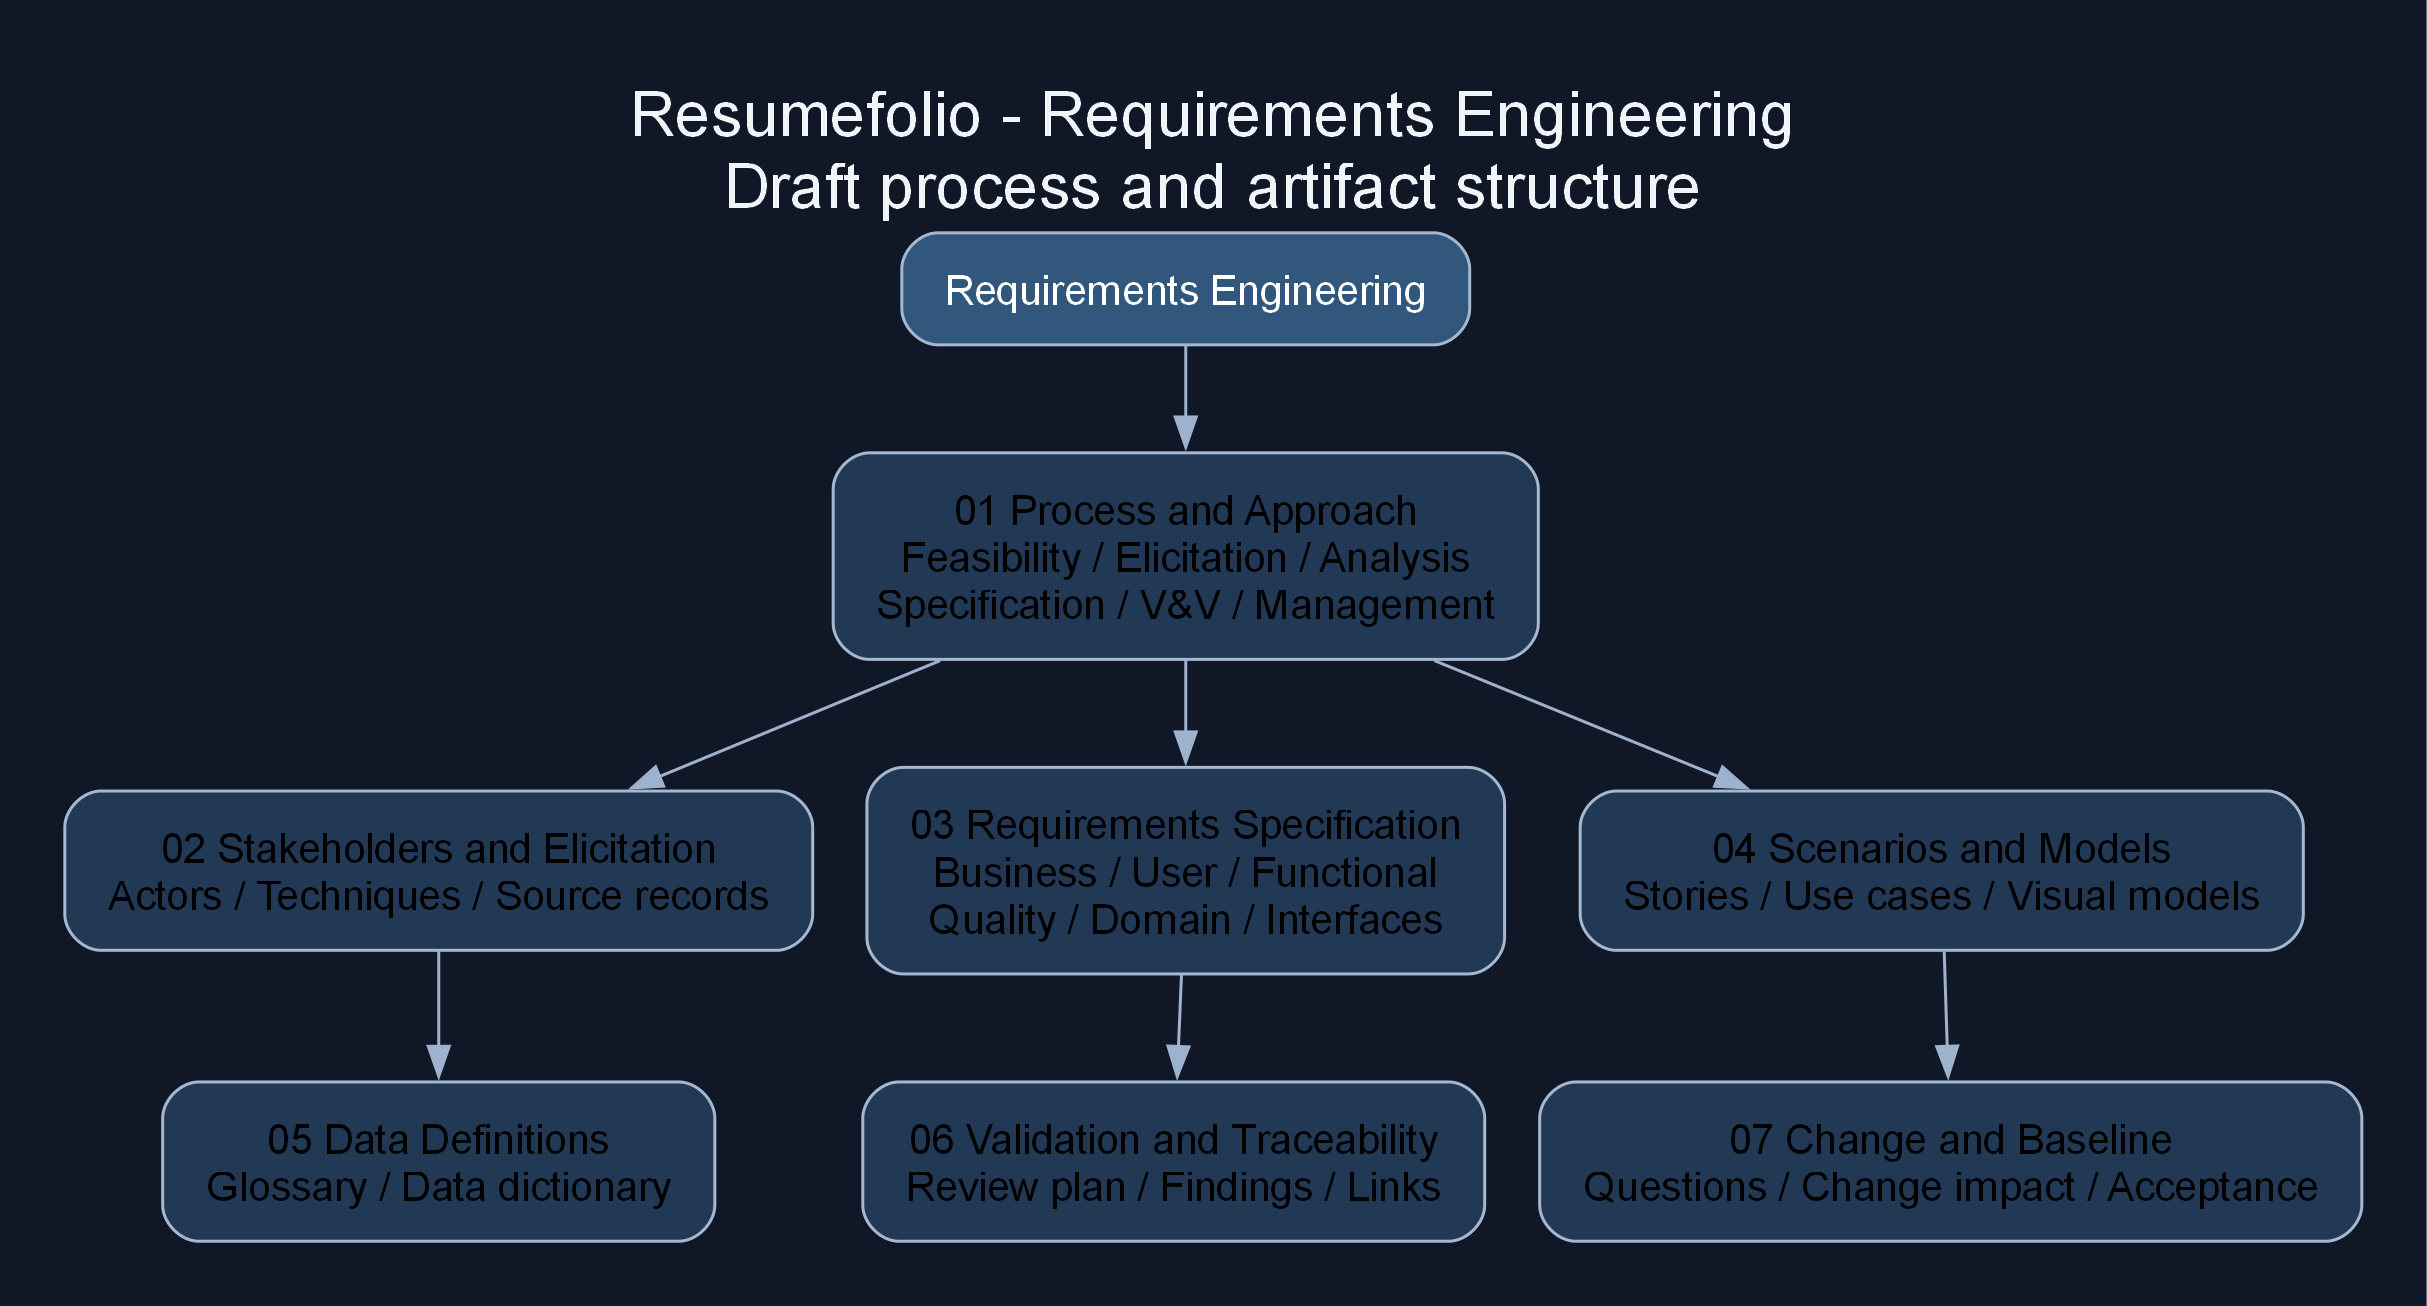 Resumefolio - Requirements Engineering
Draft process and artifact structure
Requirements Engineering
01 Process and Approach
Feasibility / Elicitation / Analysis
Specification / V&V / Management
02 Stakeholders and Elicitation
Actors / Techniques / Source records
03 Requirements Specification
Business / User / Functional
Quality / Domain / Interfaces
04 Scenarios and Models
Stories / Use cases / Visual models
05 Data Definitions
Glossary / Data dictionary
06 Validation and Traceability
Review plan / Findings / Links
07 Change and Baseline
Questions / Change impact / Acceptance